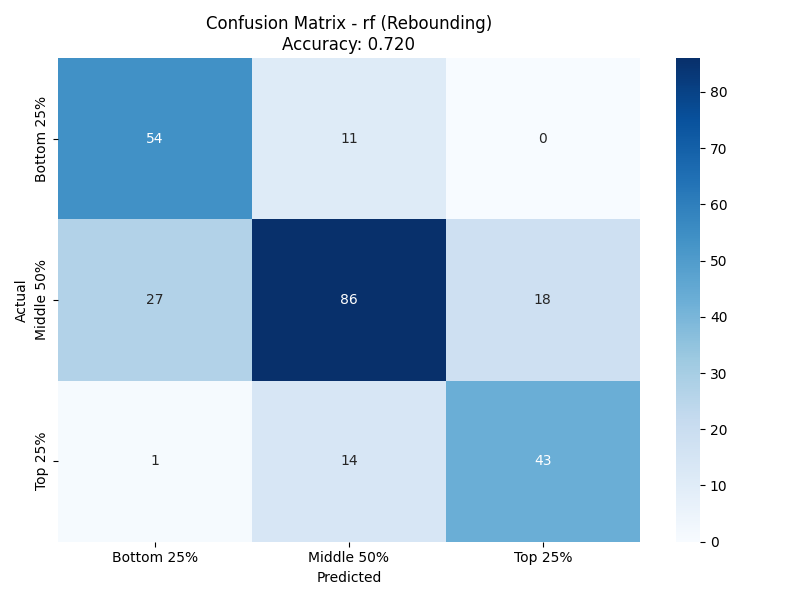 Confusion Matrix - rf (Rebounding)
Accuracy: 0.720
Actual
Bottom 25%
Middle 50%
Top 25%
54 11 0
27 86 18
1 14 43
Bottom 25% Middle 50% Top 25%
Predicted
80
70
60
50
40
30
20
10
0